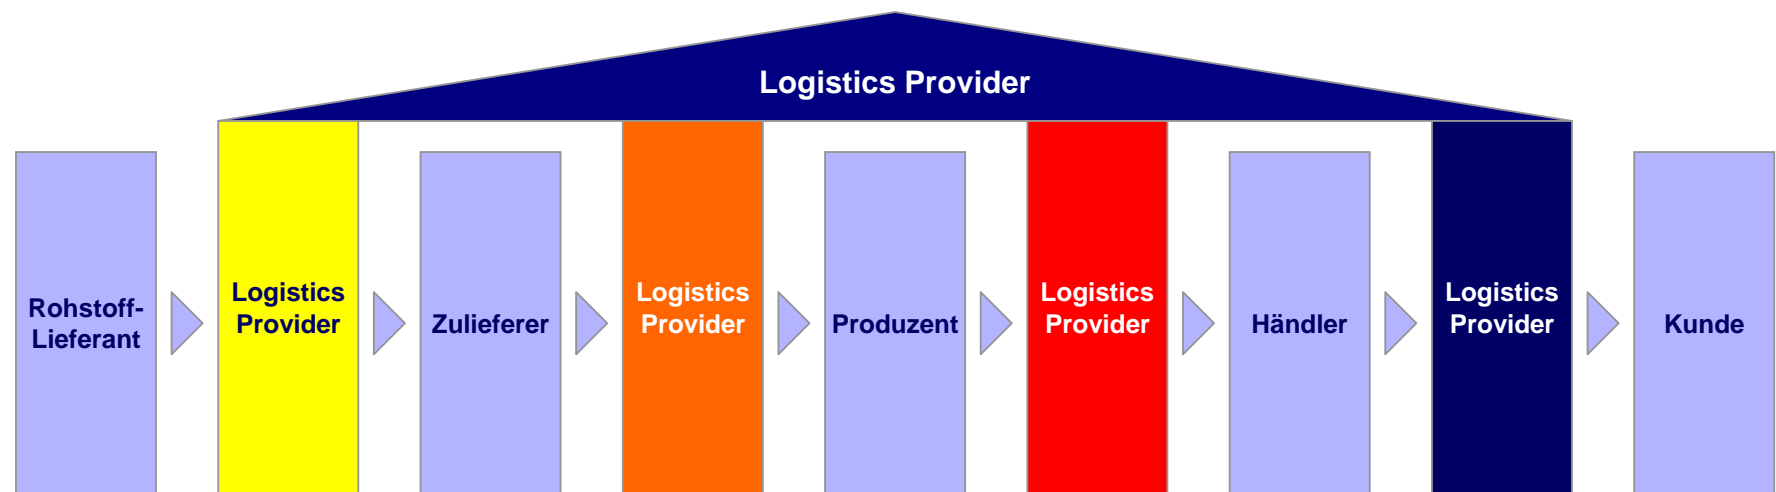 Logistics Provider
Rohstoff-
Lieferant
Logistics
Provider
Zulieferer
Logistics
Provider
Produzent
Logistics
Provider
Händler
Logistics
Provider
Kunde